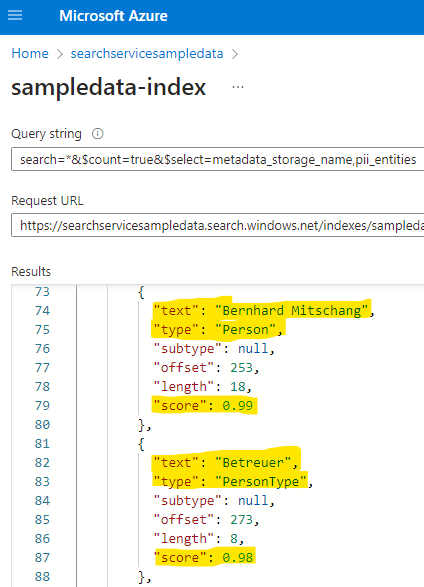 Microsoft Azure
Home > searchservicesampledata >
sampledata-index ...
Query string
search=*&$count=true&$select=metadata_storage_name,pii_entities
Request URL
https://searchservicesampledata.search.windows.net/indexes/sampleda
Results
73 {
74 "text": "Bernhard Mitschang",
75 "type": "Person",
76 "subtype": null,
77 "offset": 253,
78 "length": 18,
79 "score": 0.99
80 },
81 {
82 "text": "Betreuer",
83 "type": "PersonType",
84 "subtype": null,
85 "offset": 273,
86 "length": 8,
87 "score": 0.98
88 },